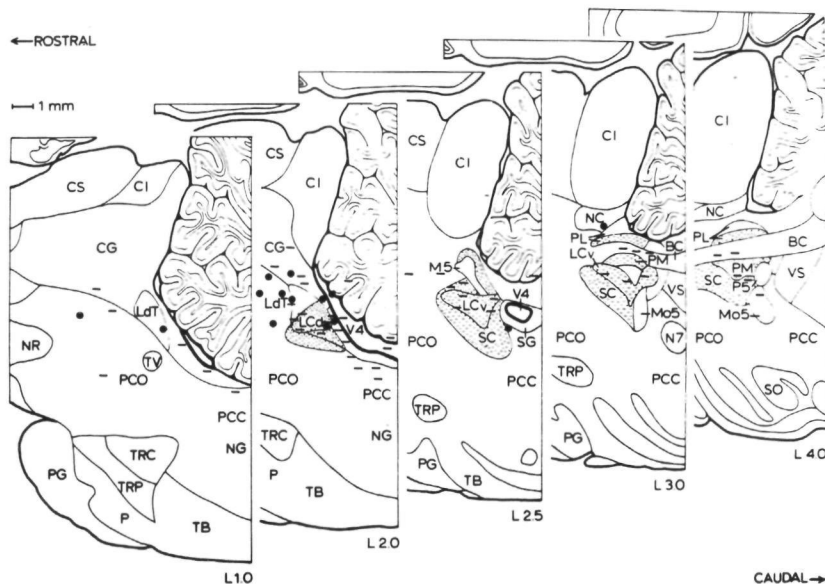 ←ROSTRAL
1 mm
CS
CI
CG
LdT
NR
TV
PCO
PCC
NG
TRC
PG
TRP
P
TB
L1.0
CS
CI
CG
LdT
LCd
V4
PCO
PCC
TRC
NG
P
TB
L2.0
CS
CI
M5
V4
LCv
SC
SG
PCO
PCC
TRP
PG
TB
L2.5
CI
NC
PL
BC
LCv
PM
SC
VS
Mo5
PCO
N7
TRP
PCC
PG
L3.0
CI
NC
PL
BC
PM
VS
SC
P5
Mo5
PCO
PCC
SO
L4.0
CAUDAL→